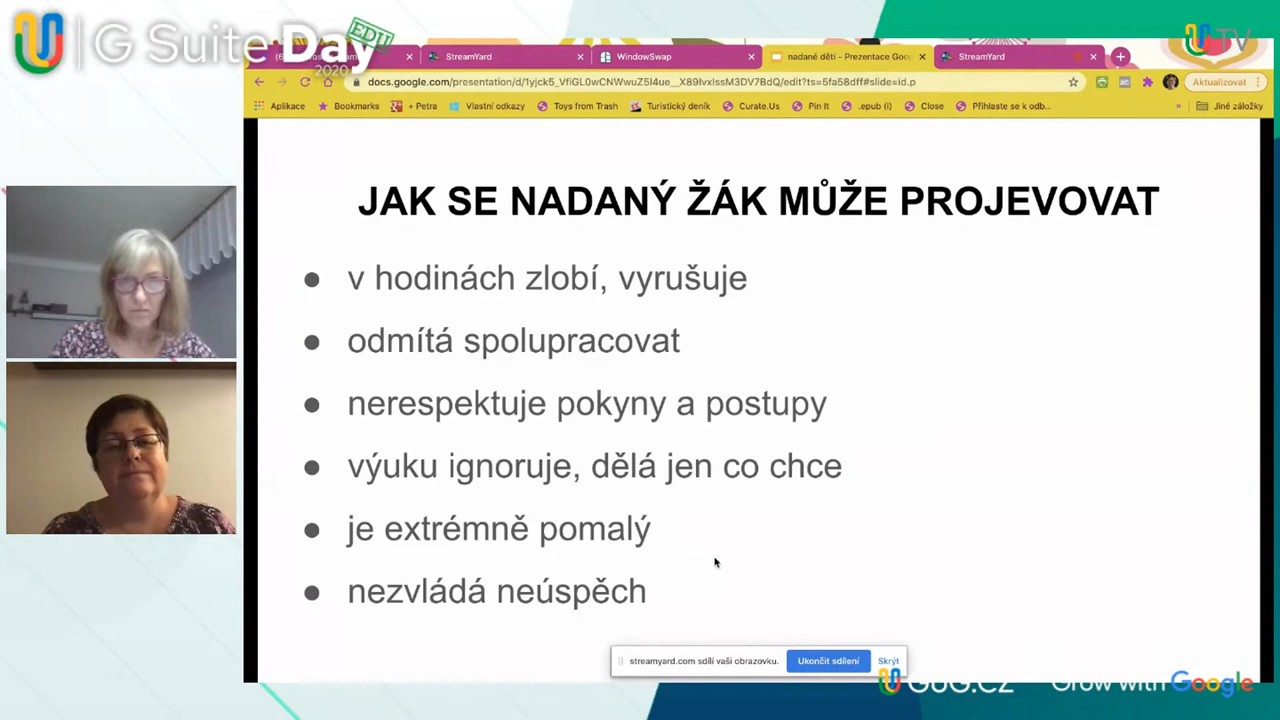 G Suite Day
EDU
2020
StreamYard
WindowSwap
nadané děti - Prezentace Goog
StreamYard
docs.google.com/presentation/d/1yjck5_VfiGL0wCNWwuZ5l4ue__X89IvxIssM3DV7BdQ/edit?ts=5fa58dff#slide=id.p
Aktualizovat
TV
Aplikace
Bookmarks
+ Petra
Vlastní odkazy
Toys from Trash
Turistický deník
Curate.Us
Pin It
.epub (i)
Close
Přihlaste se k odb...
»
Jiné záložky
JAK SE NADANÝ ŽÁK MŮŽE PROJEVOVAT
● v hodinách zlobí, vyrušuje
● odmítá spolupracovat
● nerespektuje pokyny a postupy
● výuku ignoruje, dělá jen co chce
● je extrémně pomalý
● nezvládá neúspěch
streamyard.com sdílí vaši obrazovku.
Ukončit sdílení
Skrýt
GUG.CZ
Grow with Google